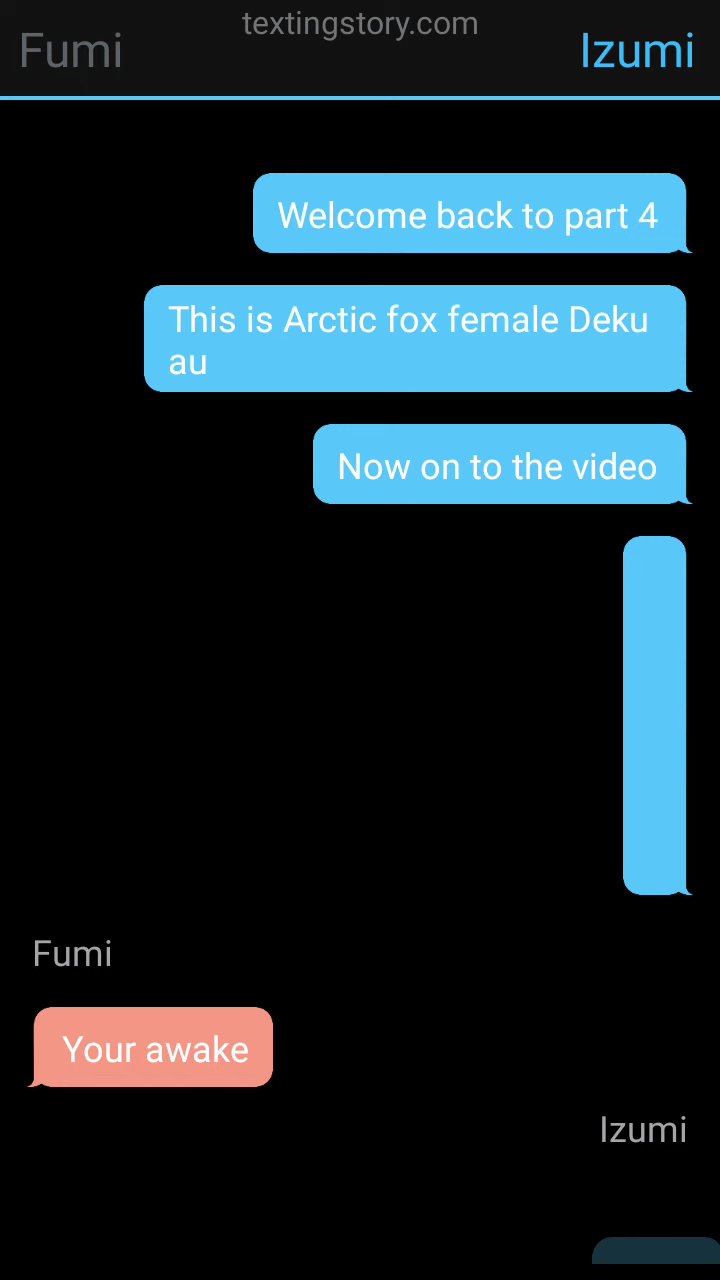 textingstory.com
Fumi
Izumi
Welcome back to part 4
This is Arctic fox female Deku
au
Now on to the video
Fumi
Your awake
Izumi